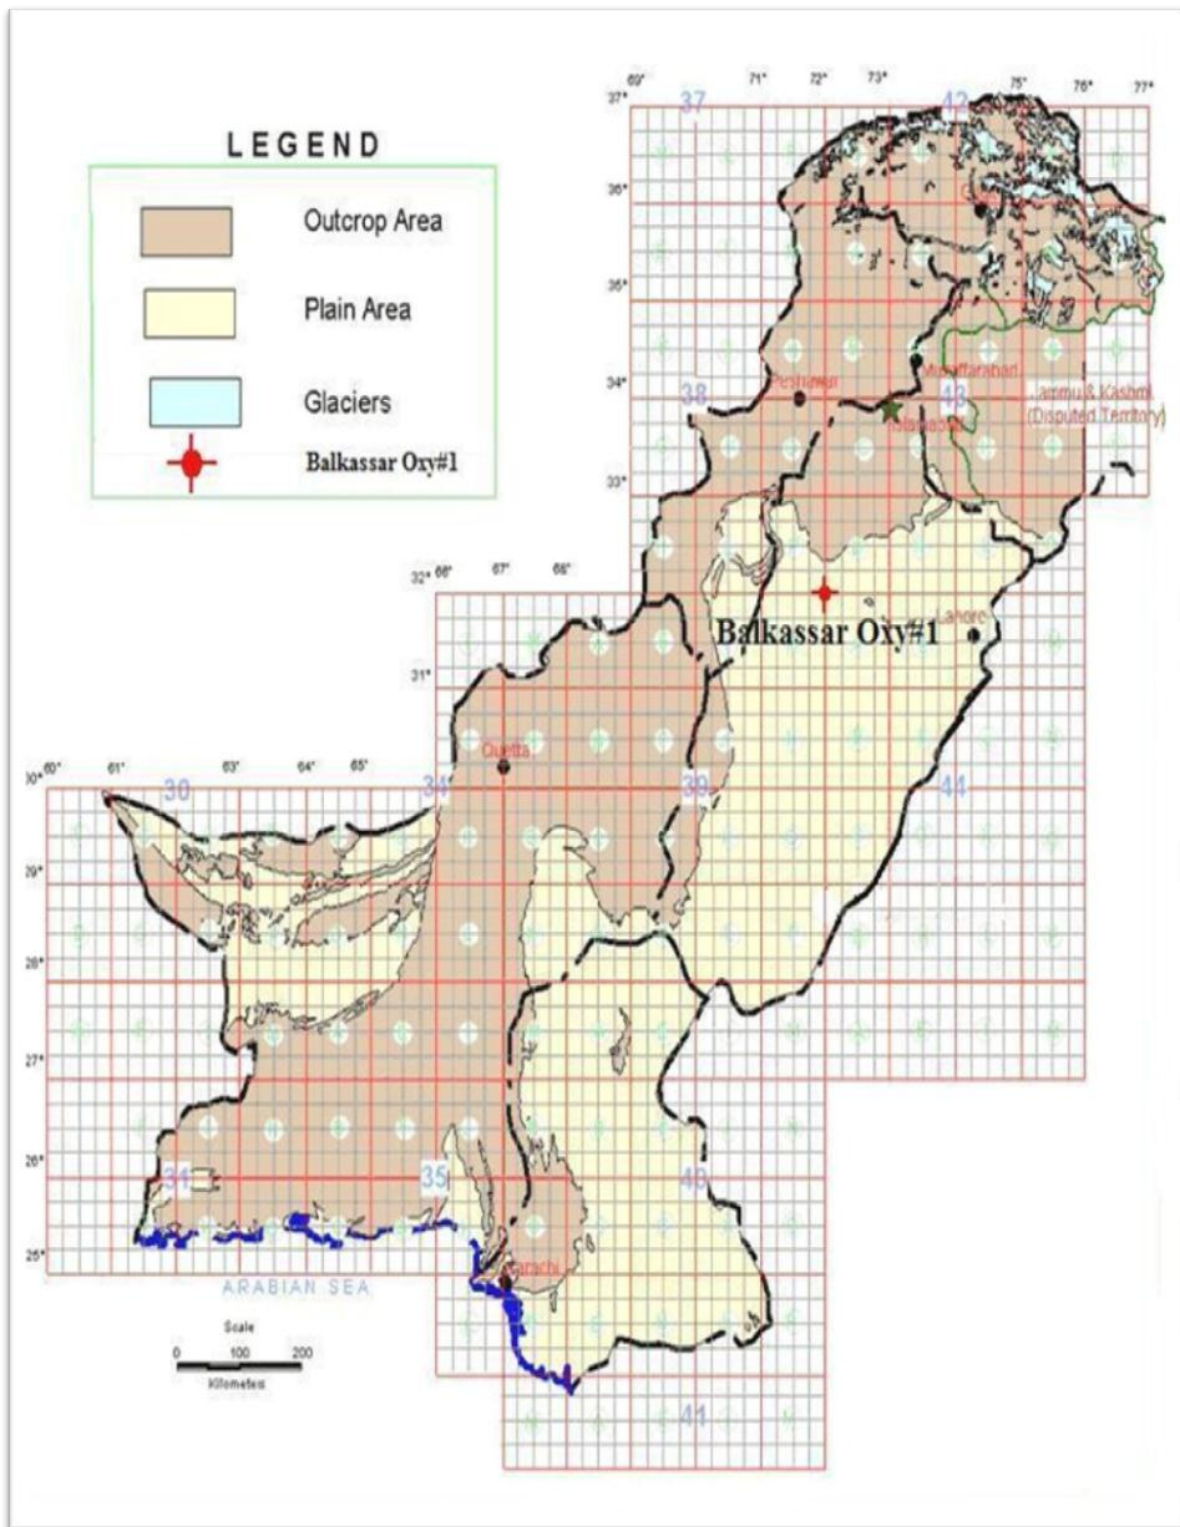 LEGEND
Outcrop Area
Plain Area
Glaciers
Balkassar Oxy#1
69° 71° 72° 73° 75° 76° 77°
37°
37 42
36°
35°
34°
Peshawar
Muzaffarabad
38 43
Islamabad
Jammu & Kashmir
(Disputed Territory)
33°
32° 66° 67° 68°
Balkassar Oxy#1
Lahore
31°
Quetta
30° 60° 61° 63° 64° 65°
30 34 39 44
29°
28°
27°
26°
31 35 40
25°
Karachi
ARABIAN SEA
Scale
0 100 200
Kilometers
41